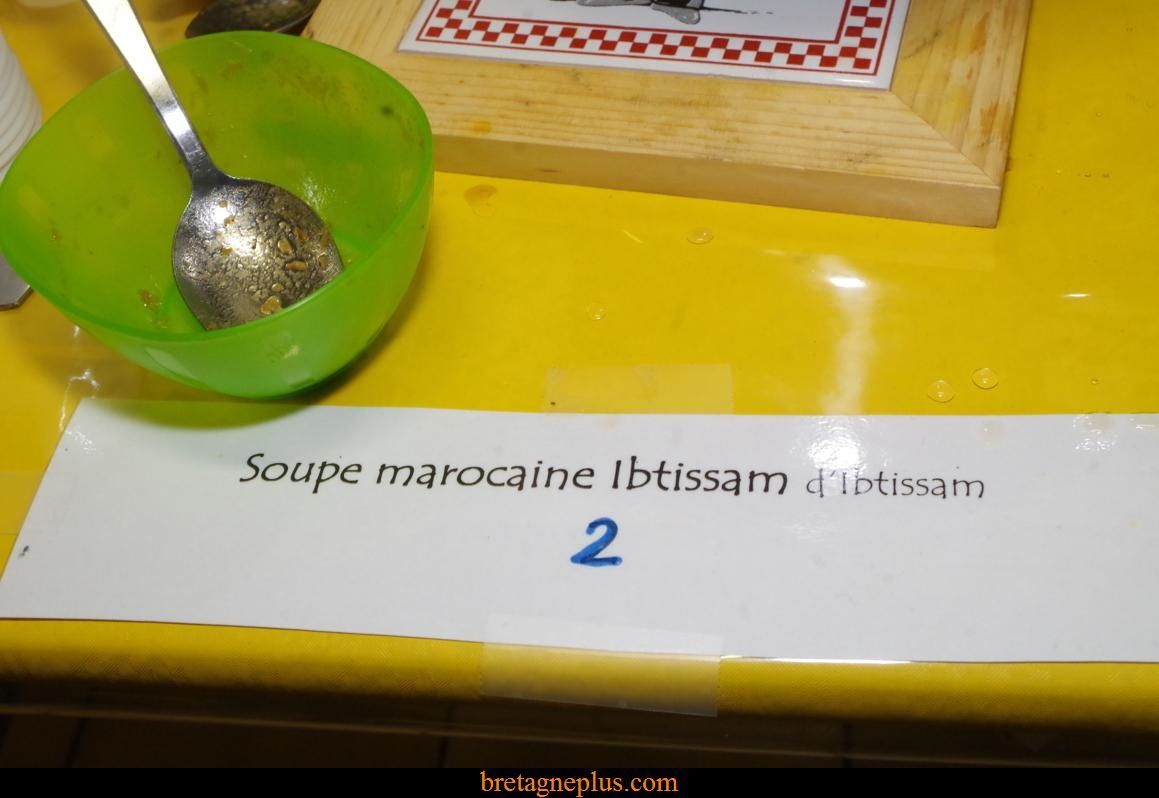 Soupe marocaine Ibtissam d'Ibtissam
2
bretagneplus.com